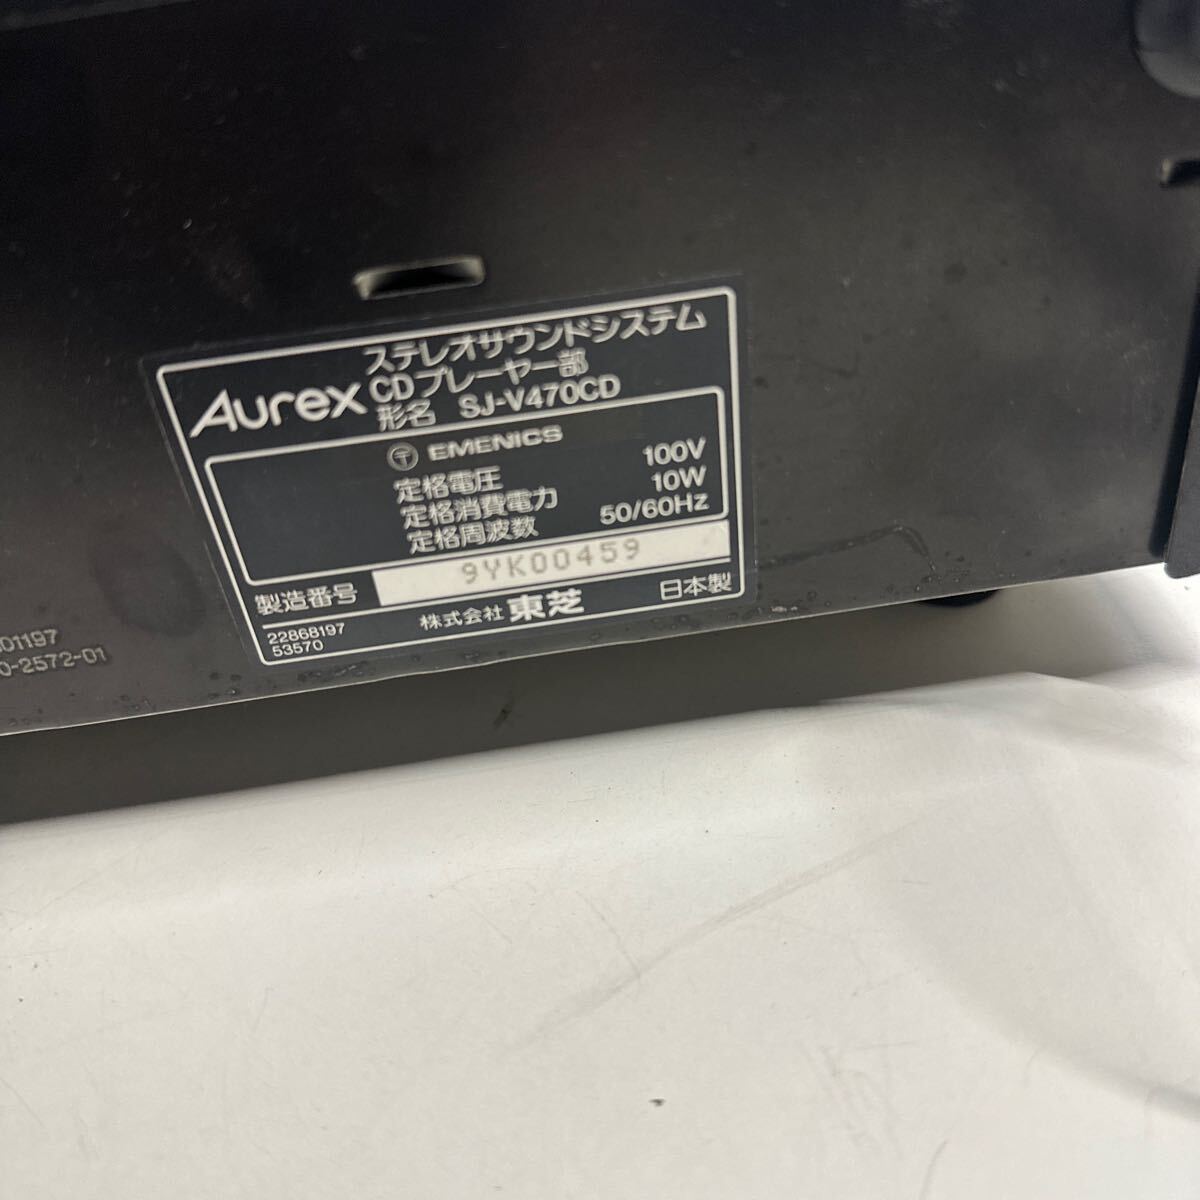 ステレオサウンドシステム
Aurex CDプレーヤー部
形名 SJ-V470CD
〒 EMENICS
定格電圧 100V
定格消費電力 10W
定格周波数 50/60Hz
製造番号 9YK00459
22868197
53570
株式会社 東芝 日本製
01197
0-2572-01